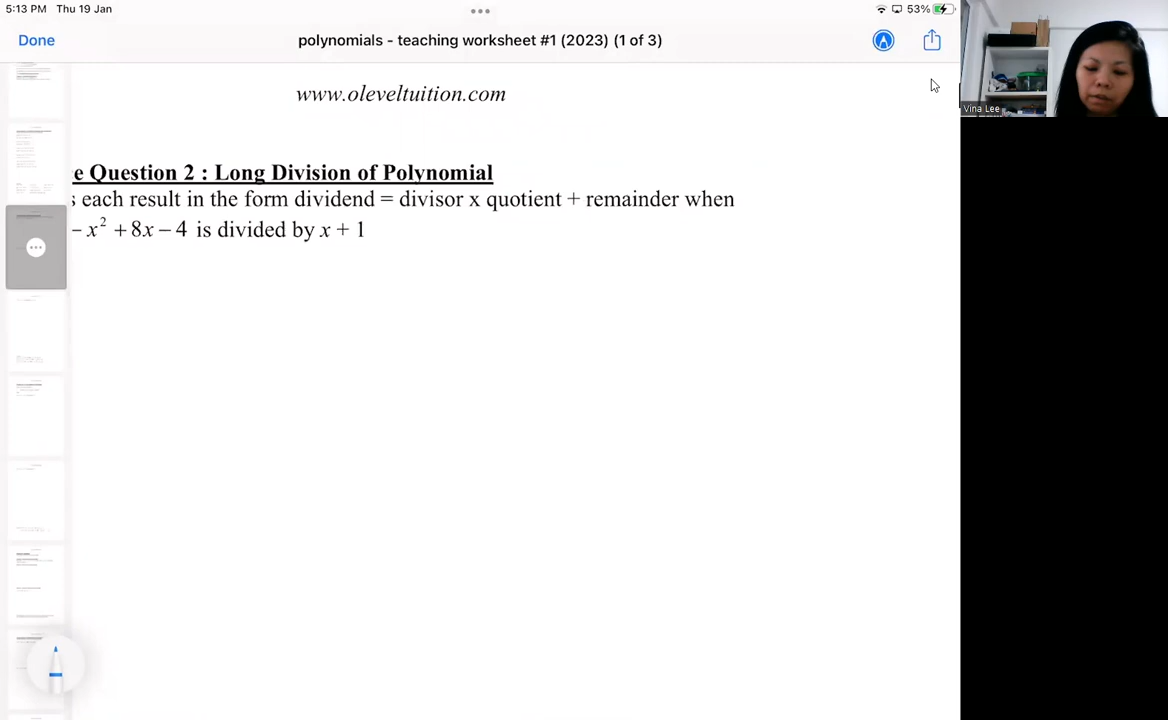 5:13 PM Thu 19 Jan
53%
Done
polynomials - teaching worksheet #1 (2023) (1 of 3)
Vina Lee
www.oleveltuition.com
e Question 2 : Long Division of Polynomial
s each result in the form dividend = divisor x quotient + remainder when
− x² + 8x − 4 is divided by x + 1